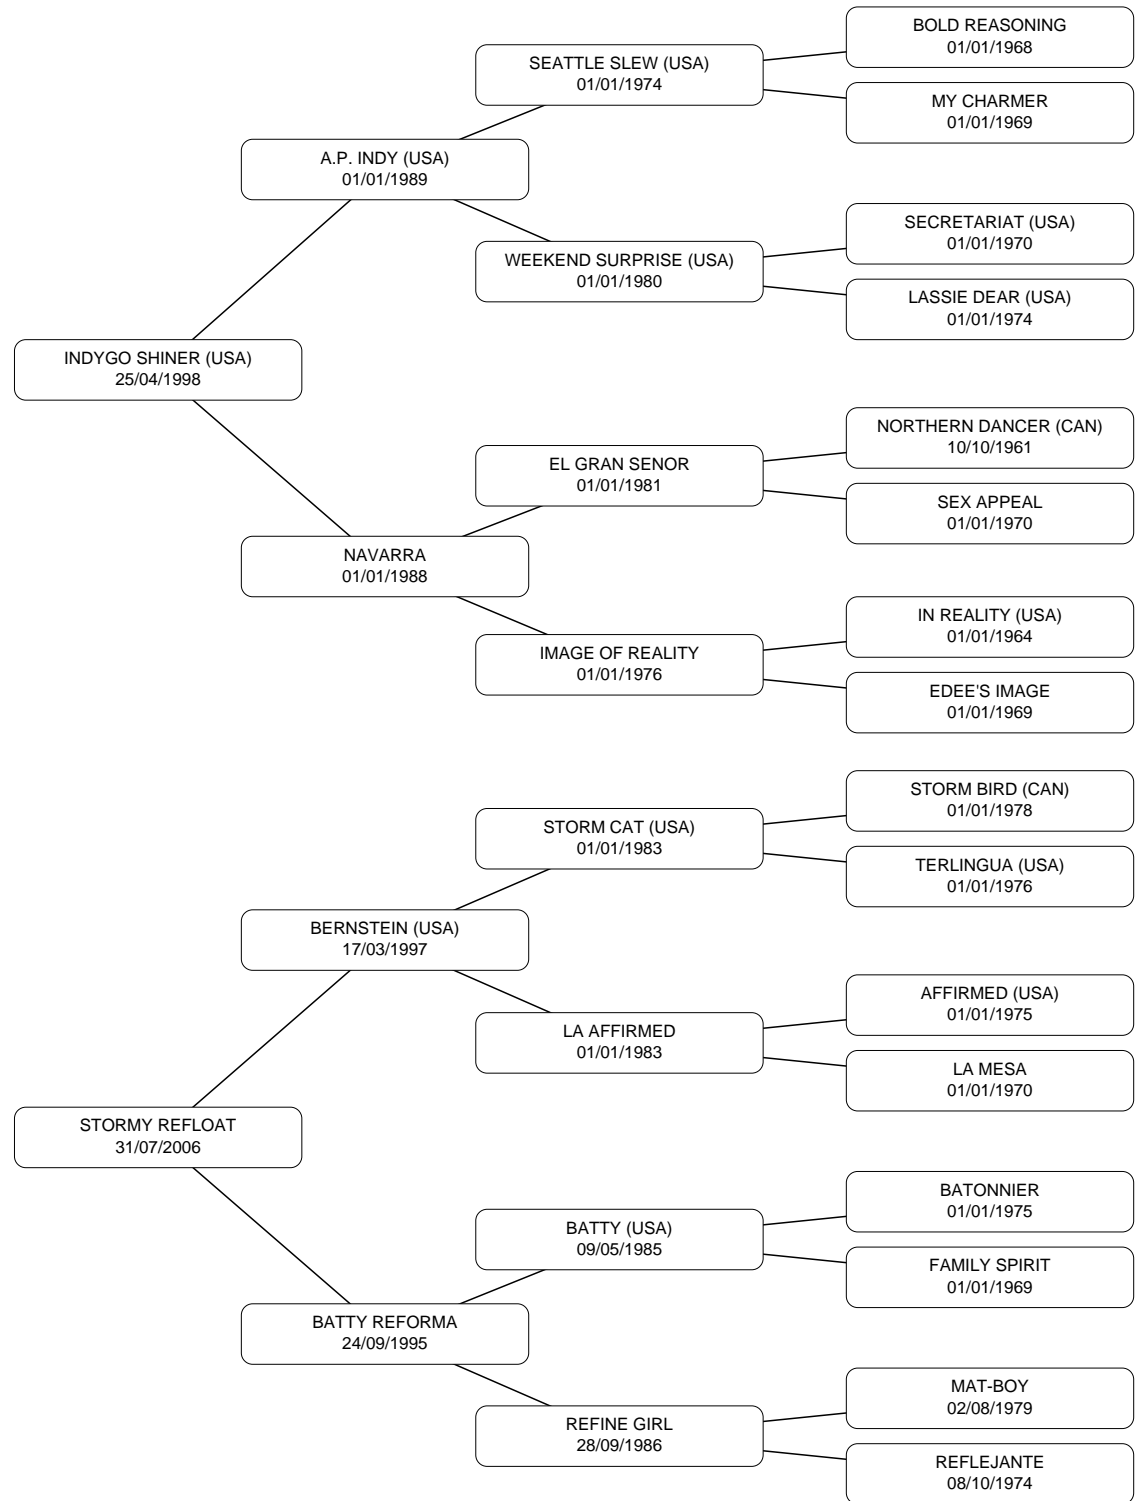 BOLD REASONING
01/01/1968
SEATTLE SLEW (USA)
01/01/1974
MY CHARMER
01/01/1969
A.P. INDY (USA)
01/01/1989
SECRETARIAT (USA)
01/01/1970
WEEKEND SURPRISE (USA)
01/01/1980
LASSIE DEAR (USA)
01/01/1974
INDYGO SHINER (USA)
25/04/1998
NORTHERN DANCER (CAN)
10/10/1961
EL GRAN SENOR
01/01/1981
SEX APPEAL
01/01/1970
NAVARRA
01/01/1988
IN REALITY (USA)
01/01/1964
IMAGE OF REALITY
01/01/1976
EDEE'S IMAGE
01/01/1969
STORM BIRD (CAN)
01/01/1978
STORM CAT (USA)
01/01/1983
TERLINGUA (USA)
01/01/1976
BERNSTEIN (USA)
17/03/1997
AFFIRMED (USA)
01/01/1975
LA AFFIRMED
01/01/1983
LA MESA
01/01/1970
STORMY REFLOAT
31/07/2006
BATONNIER
01/01/1975
BATTY (USA)
09/05/1985
FAMILY SPIRIT
01/01/1969
BATTY REFORMA
24/09/1995
MAT-BOY
02/08/1979
REFINE GIRL
28/09/1986
REFLEJANTE
08/10/1974